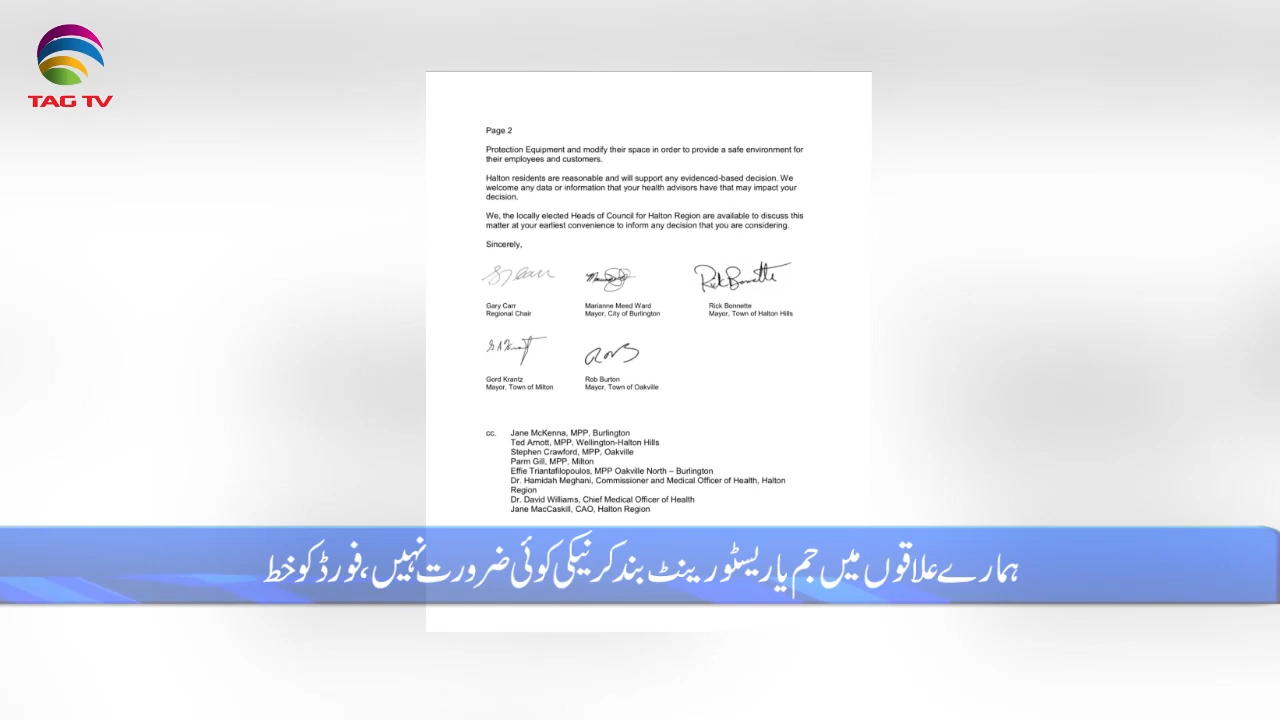 TAG TV
Page 2
Protection Equipment and modify their space in order to provide a safe environment for
their employees and customers.
Halton residents are reasonable and will support any evidenced-based decision. We
welcome any data or information that your health advisors have that may impact your
decision.
We, the locally elected Heads of Council for Halton Region are available to discuss this
matter at your earliest convenience to inform any decision that you are considering.
Sincerely,
Gary Carr
Regional Chair
Marianne Meed Ward
Mayor, City of Burlington
Rick Bonnette
Mayor, Town of Halton Hills
Gord Krantz
Mayor, Town of Milton
Rob Burton
Mayor, Town of Oakville
cc. Jane McKenna, MPP, Burlington
Ted Arnott, MPP, Wellington-Halton Hills
Stephen Crawford, MPP, Oakville
Parm Gill, MPP, Milton
Effie Triantafilopoulos, MPP Oakville North – Burlington
Dr. Hamidah Meghani, Commissioner and Medical Officer of Health, Halton
Region
Dr. David Williams, Chief Medical Officer of Health
Jane MacCaskill, CAO, Halton Region
ہمارے علاقوں میں جم یا ریسٹورینٹ بند کرنیکی کوئی ضرورت نہیں، فورڈ کو خط